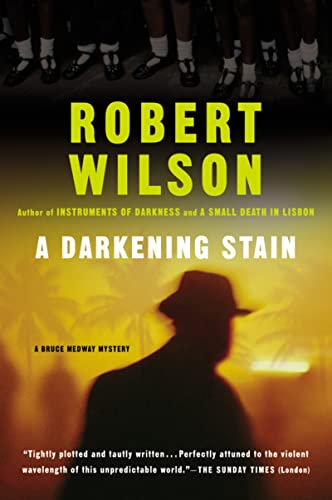 ROBERT
WILSON
Author of INSTRUMENTS OF DARKNESS and A SMALL DEATH IN LISBON
A DARKENING STAIN
A BRUCE MEDWAY MYSTERY
“Tightly plotted and tautly written...Perfectly attuned to the violent
wavelength of this unpredictable world.”—THE SUNDAY TIMES (London)